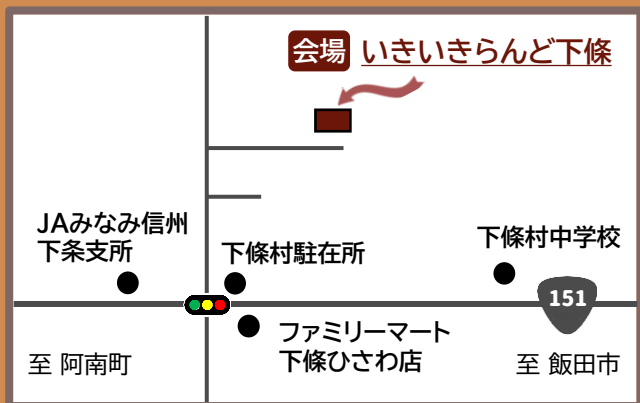 会場 いきいきらんど下條
JAみなみ信州
下条支所
下條村駐在所
下條村中学校
151
ファミリーマート
下條ひさわ店
至 阿南町
至 飯田市